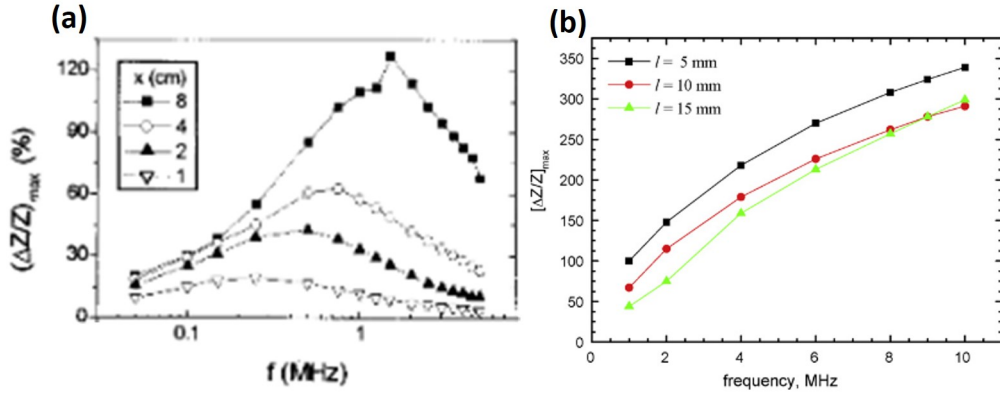 (a)
(ΔZ/Z)max (%)
120
90
60
30
0
x (cm)
8
4
2
1
0.1
1
f (MHz)
(b)
[ΔZ/Z]max
350
300
250
200
150
100
50
0
l = 5 mm
l = 10 mm
l = 15 mm
0
2
4
6
8
10
frequency, MHz